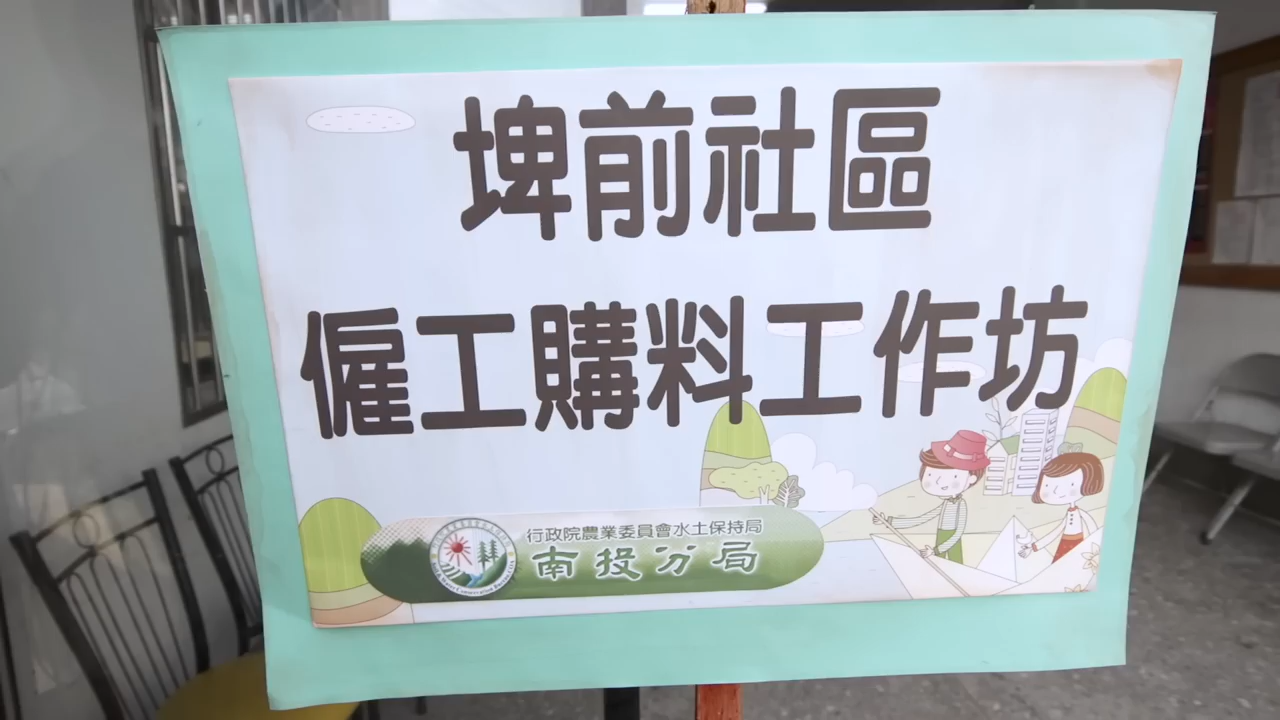 埤前社區
僱工購料工作坊
行政院農業委員會水土保持局
南投分局